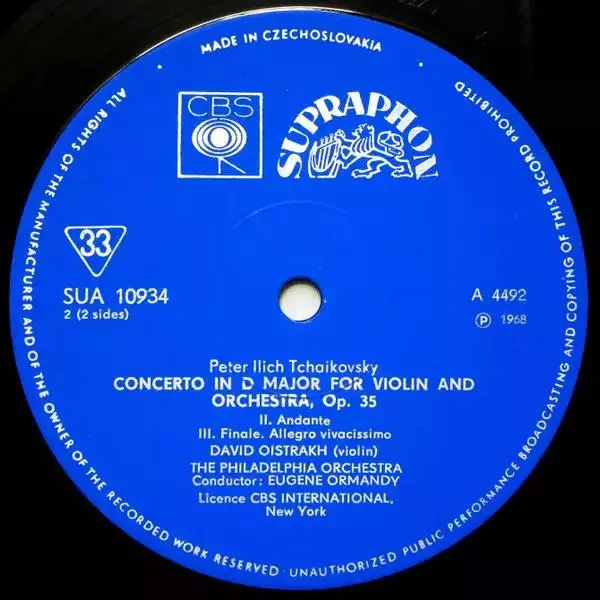 MADE IN CZECHOSLOVAKIA
ALL RIGHTS OF THE MANUFACTURER AND OF THE OWNER OF THE RECORDED WORK RESERVED · UNAUTHORIZED PUBLIC PERFORMANCE BROADCASTING AND COPYING OF THIS RECORD PROHIBITED
CBS
SUPRAPHON
33
SUA 10934
2 (2 sides)
A 4492
Ⓟ 1968
Peter Ilich Tchaikovsky
CONCERTO IN D MAJOR FOR VIOLIN AND
ORCHESTRA, Op. 35
II. Andante
III. Finale. Allegro vivacissimo
DAVID OISTRAKH (violin)
THE PHILADELPHIA ORCHESTRA
Conductor: EUGENE ORMANDY
Licence CBS INTERNATIONAL,
New York